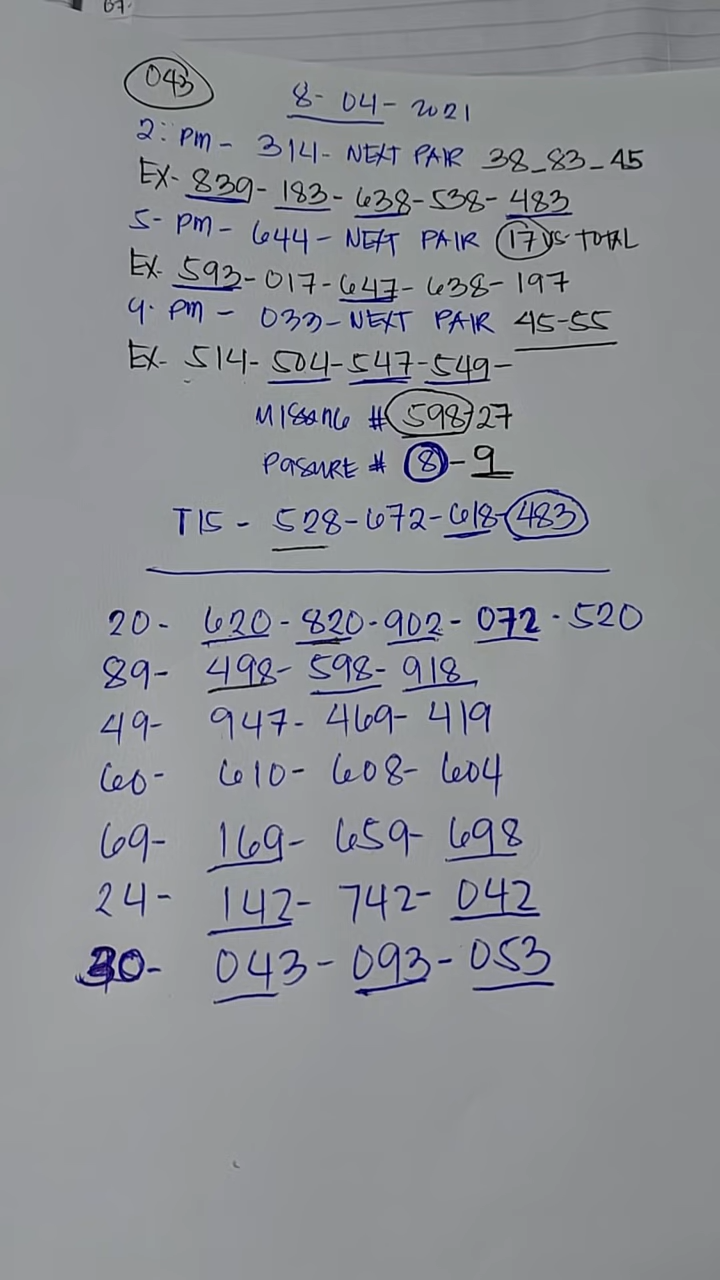 07.
043
8-04-2021
2: PM - 314- NEXT PAIR 38_83_45
EX- 839-183-638-538-483
5- PM- 644- NEXT PAIR 17 VS-TOTAL
EX. 593-017-647-638-197
9. PM - 033-NEXT PAIR 45-55
EX- 514-504-547-549-
MISSING # 598/27
PASURE # 8-9
T15 - 528-672-618-483
20- 620-820-902-072-520
89- 498-598-918
49- 947-469-419
60- 610-608-604
69- 169-659-698
24- 142-742-042
30- 043-093-053